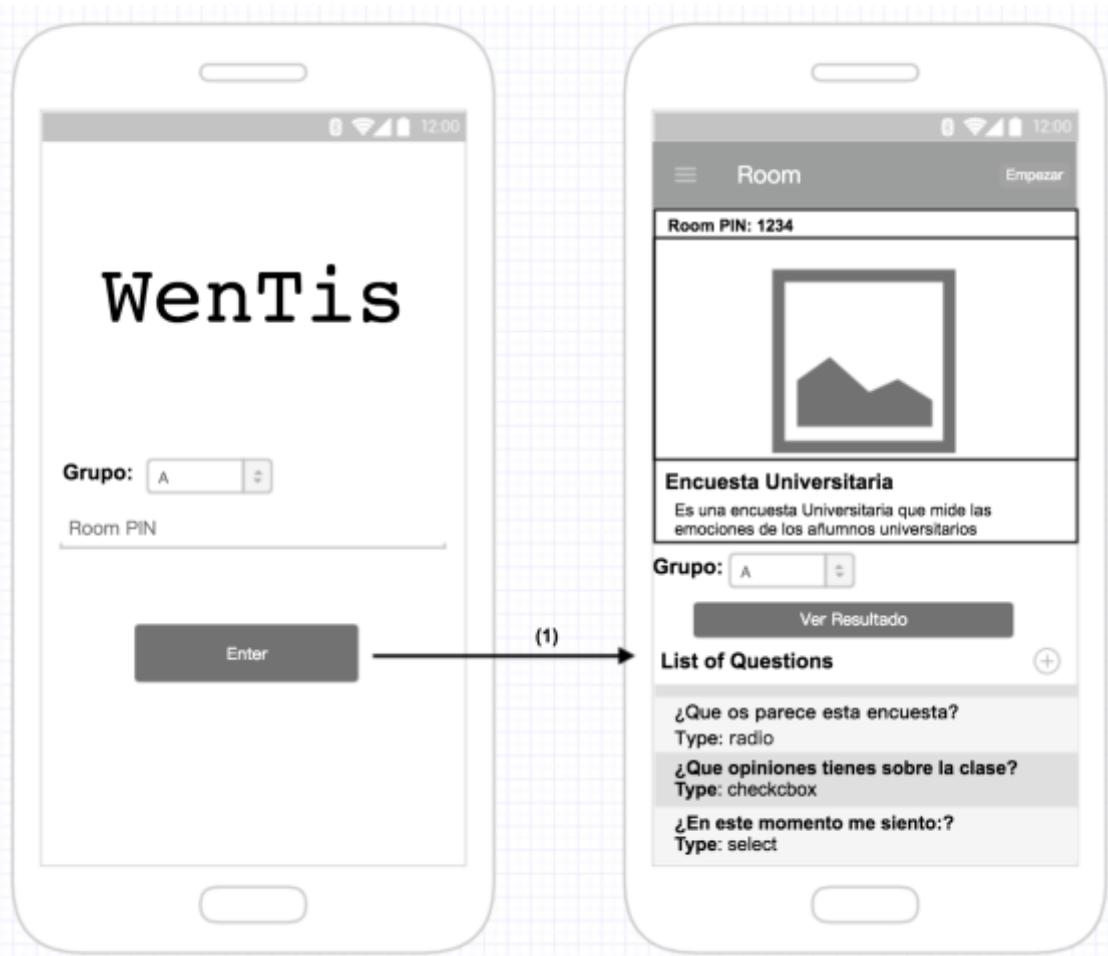 12:00
WenTis
Grupo: A
Room PIN
Enter
(1)
12:00
Room
Empezar
Room PIN: 1234
Encuesta Universitaria
Es una encuesta Universitaria que mide las
emociones de los añumnos universitarios
Grupo: A
Ver Resultado
List of Questions
¿Que os parece esta encuesta?
Type: radio
¿Que opiniones tienes sobre la clase?
Type: checkcbox
¿En este momento me siento:?
Type: select